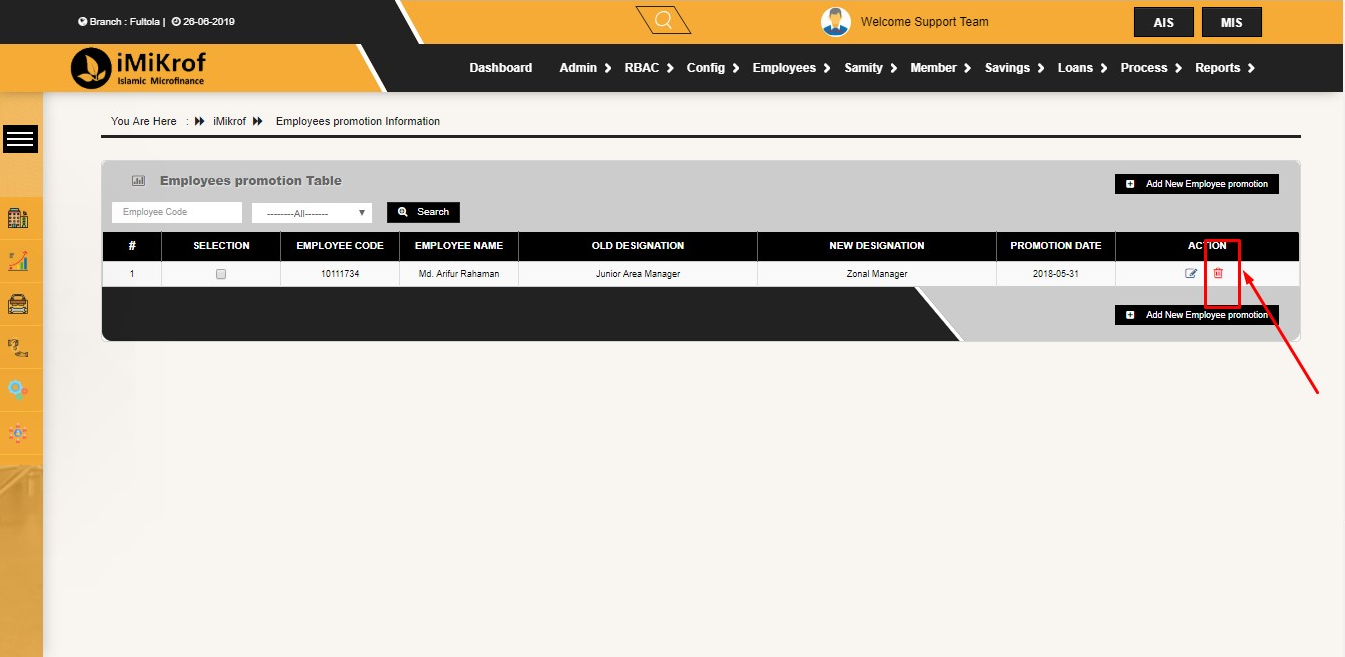 Branch : Fultola | 26-06-2019
Welcome Support Team
AIS MIS
iMiKrof
Islamic Microfinance
Dashboard Admin RBAC Config Employees Samity Member Savings Loans Process Reports
You Are Here : iMikrof Employees promotion Information
Employees promotion Table
Add New Employee promotion
Employee Code --------All------- Search
# SELECTION EMPLOYEE CODE EMPLOYEE NAME OLD DESIGNATION NEW DESIGNATION PROMOTION DATE ACTION
1 10111734 Md. Arifur Rahaman Junior Area Manager Zonal Manager 2018-05-31
Add New Employee promotion